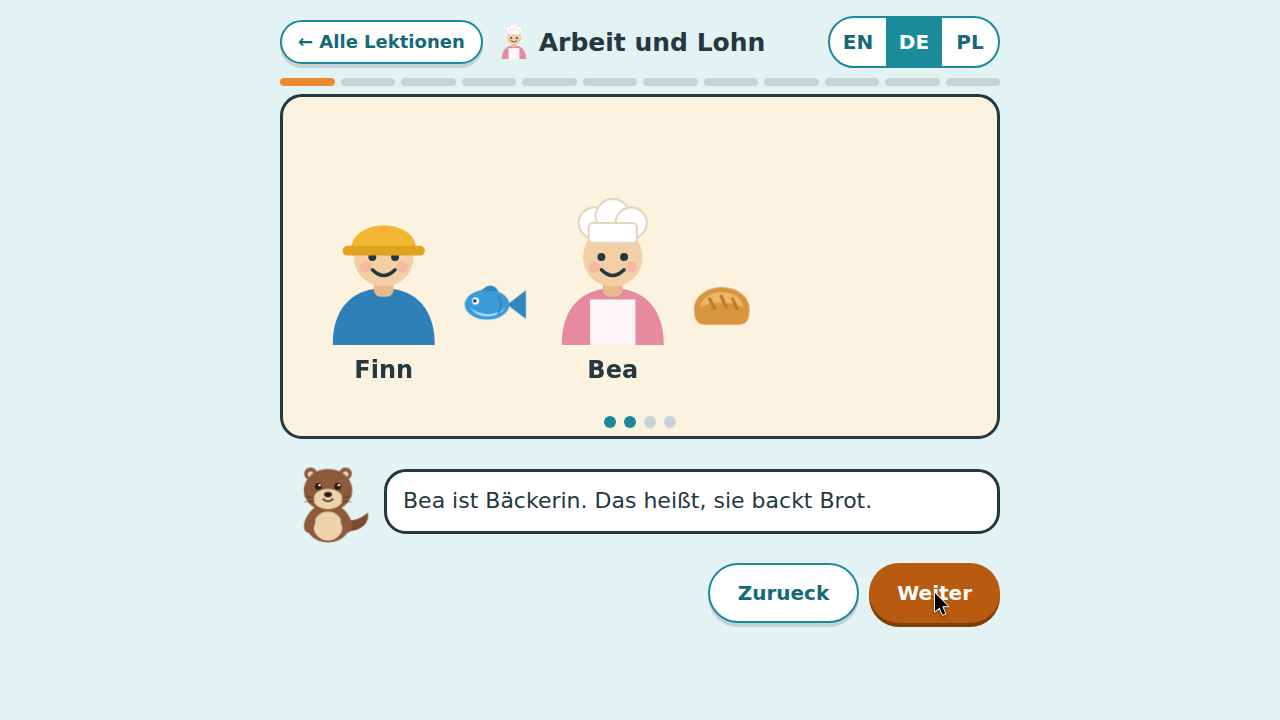 ← Alle Lektionen
Arbeit und Lohn
EN DE PL
Finn
Bea
Bea ist Bäckerin. Das heißt, sie backt Brot.
Zurueck
Weiter